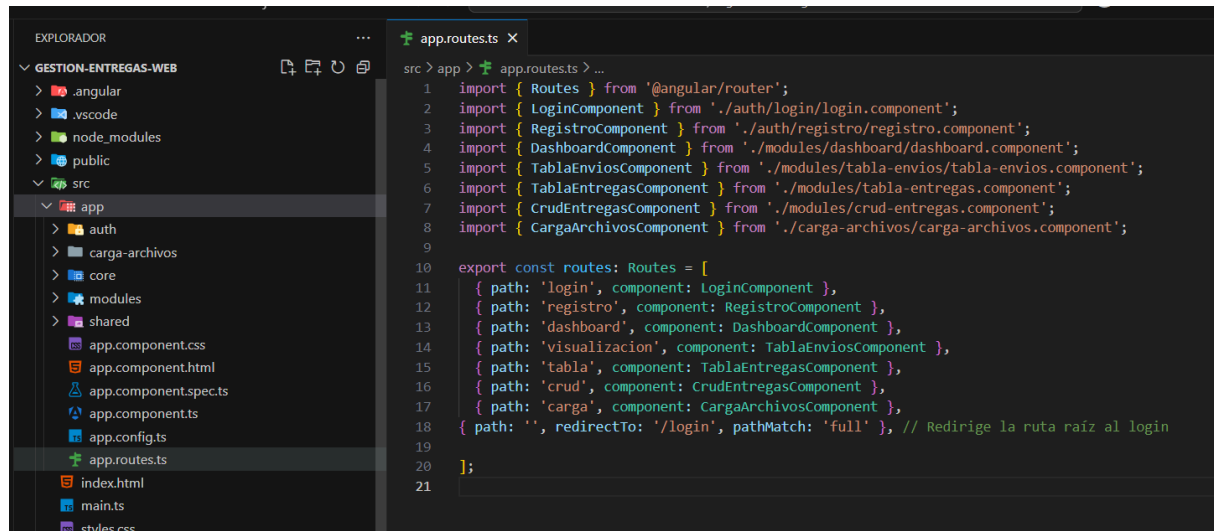 EXPLORADOR
GESTION-ENTREGAS-WEB
.angular
.vscode
node_modules
public
src
app
auth
carga-archivos
core
modules
shared
app.component.css
app.component.html
app.component.spec.ts
app.component.ts
app.config.ts
app.routes.ts
index.html
main.ts
styles.css
app.routes.ts
src > app > app.routes.ts > ...
1 import { Routes } from '@angular/router';
2 import { LoginComponent } from './auth/login/login.component';
3 import { RegistroComponent } from './auth/registro/registro.component';
4 import { DashboardComponent } from './modules/dashboard/dashboard.component';
5 import { TablaEnviosComponent } from './modules/tabla-envios/tabla-envios.component';
6 import { TablaEntregasComponent } from './modules/tabla-entregas.component';
7 import { CrudEntregasComponent } from './modules/crud-entregas.component';
8 import { CargaArchivosComponent } from './carga-archivos/carga-archivos.component';
9
10 export const routes: Routes = [
11 { path: 'login', component: LoginComponent },
12 { path: 'registro', component: RegistroComponent },
13 { path: 'dashboard', component: DashboardComponent },
14 { path: 'visualizacion', component: TablaEnviosComponent },
15 { path: 'tabla', component: TablaEntregasComponent },
16 { path: 'crud', component: CrudEntregasComponent },
17 { path: 'carga', component: CargaArchivosComponent },
18 { path: '', redirectTo: '/login', pathMatch: 'full' }, // Redirige la ruta raíz al login
19
20 ];
21